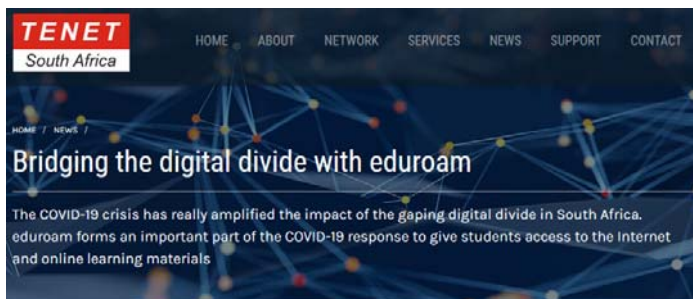 TENET
South Africa
HOME ABOUT NETWORK SERVICES NEWS SUPPORT CONTACT
HOME / NEWS /
Bridging the digital divide with eduroam
The COVID-19 crisis has really amplified the impact of the gaping digital divide in South Africa.
eduroam forms an important part of the COVID-19 response to give students access to the Internet
and online learning materials